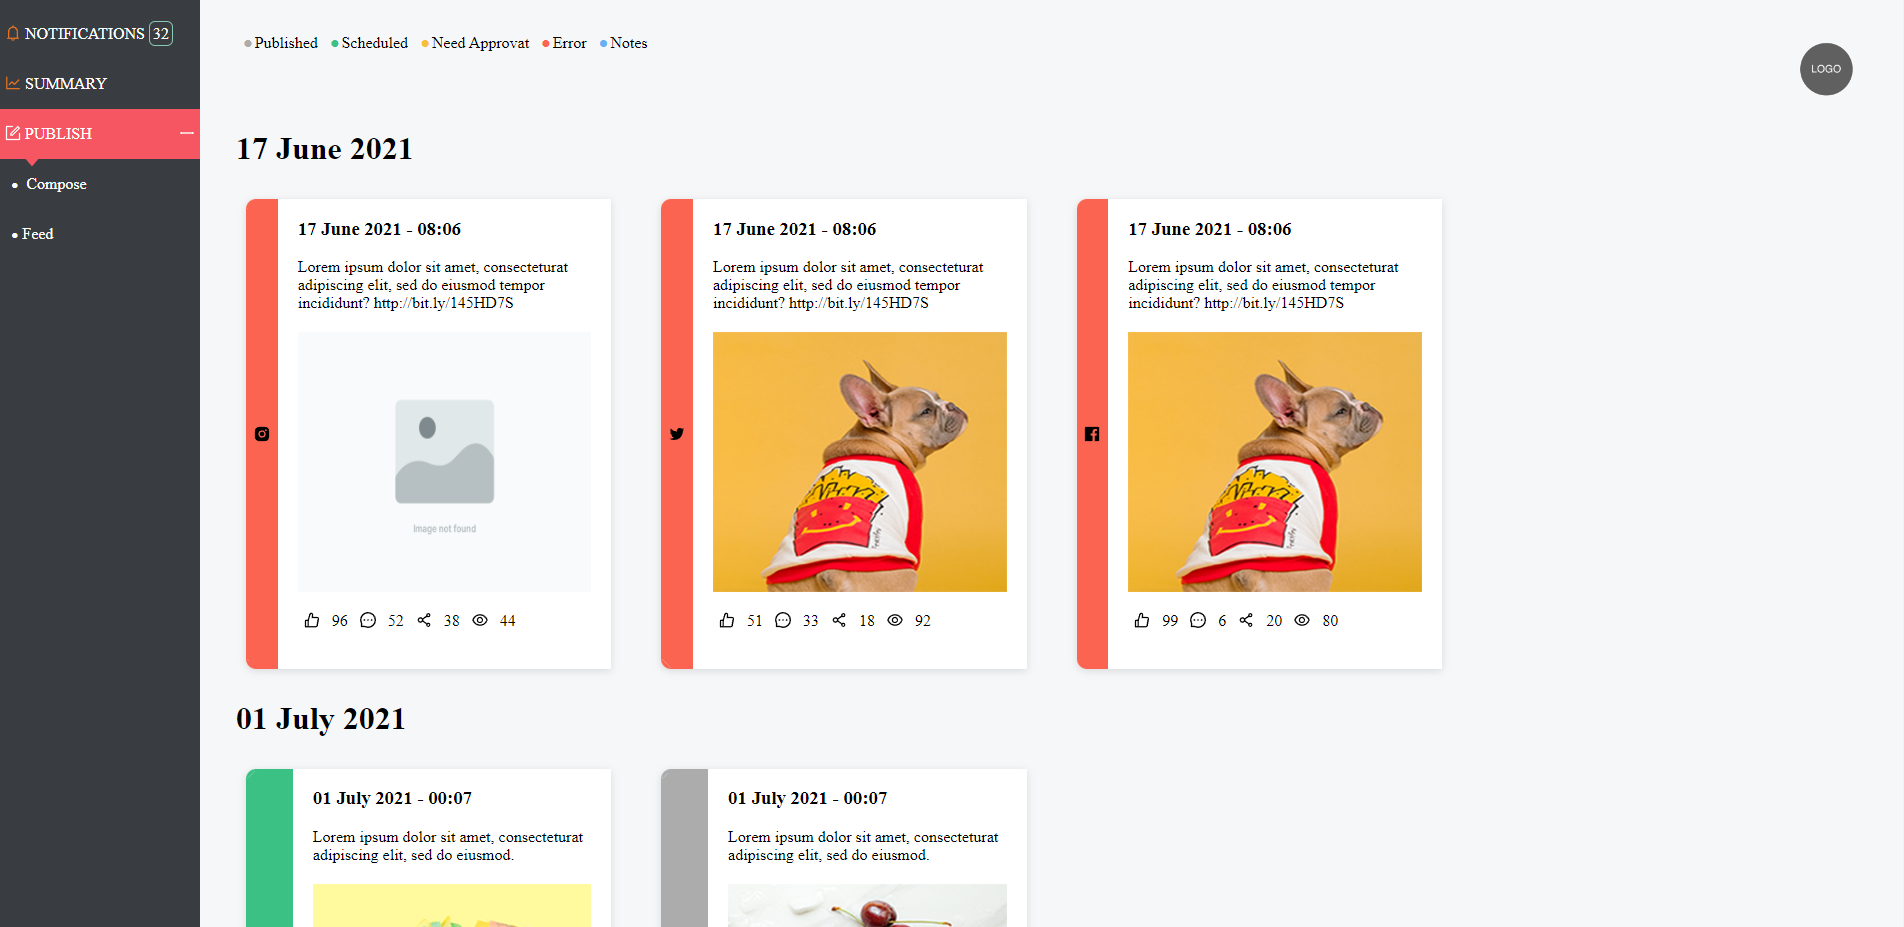 NOTIFICATIONS 32
SUMMARY
PUBLISH
Compose
Feed
Published Scheduled Need Approvat Error Notes
LOGO
17 June 2021
17 June 2021 - 08:06
Lorem ipsum dolor sit amet, consecteturat
adipiscing elit, sed do eiusmod tempor
incididunt? http://bit.ly/145HD7S
Image not found
96 52 38 44
17 June 2021 - 08:06
Lorem ipsum dolor sit amet, consecteturat
adipiscing elit, sed do eiusmod tempor
incididunt? http://bit.ly/145HD7S
51 33 18 92
17 June 2021 - 08:06
Lorem ipsum dolor sit amet, consecteturat
adipiscing elit, sed do eiusmod tempor
incididunt? http://bit.ly/145HD7S
99 6 20 80
01 July 2021
01 July 2021 - 00:07
Lorem ipsum dolor sit amet, consecteturat
adipiscing elit, sed do eiusmod.
01 July 2021 - 00:07
Lorem ipsum dolor sit amet, consecteturat
adipiscing elit, sed do eiusmod.